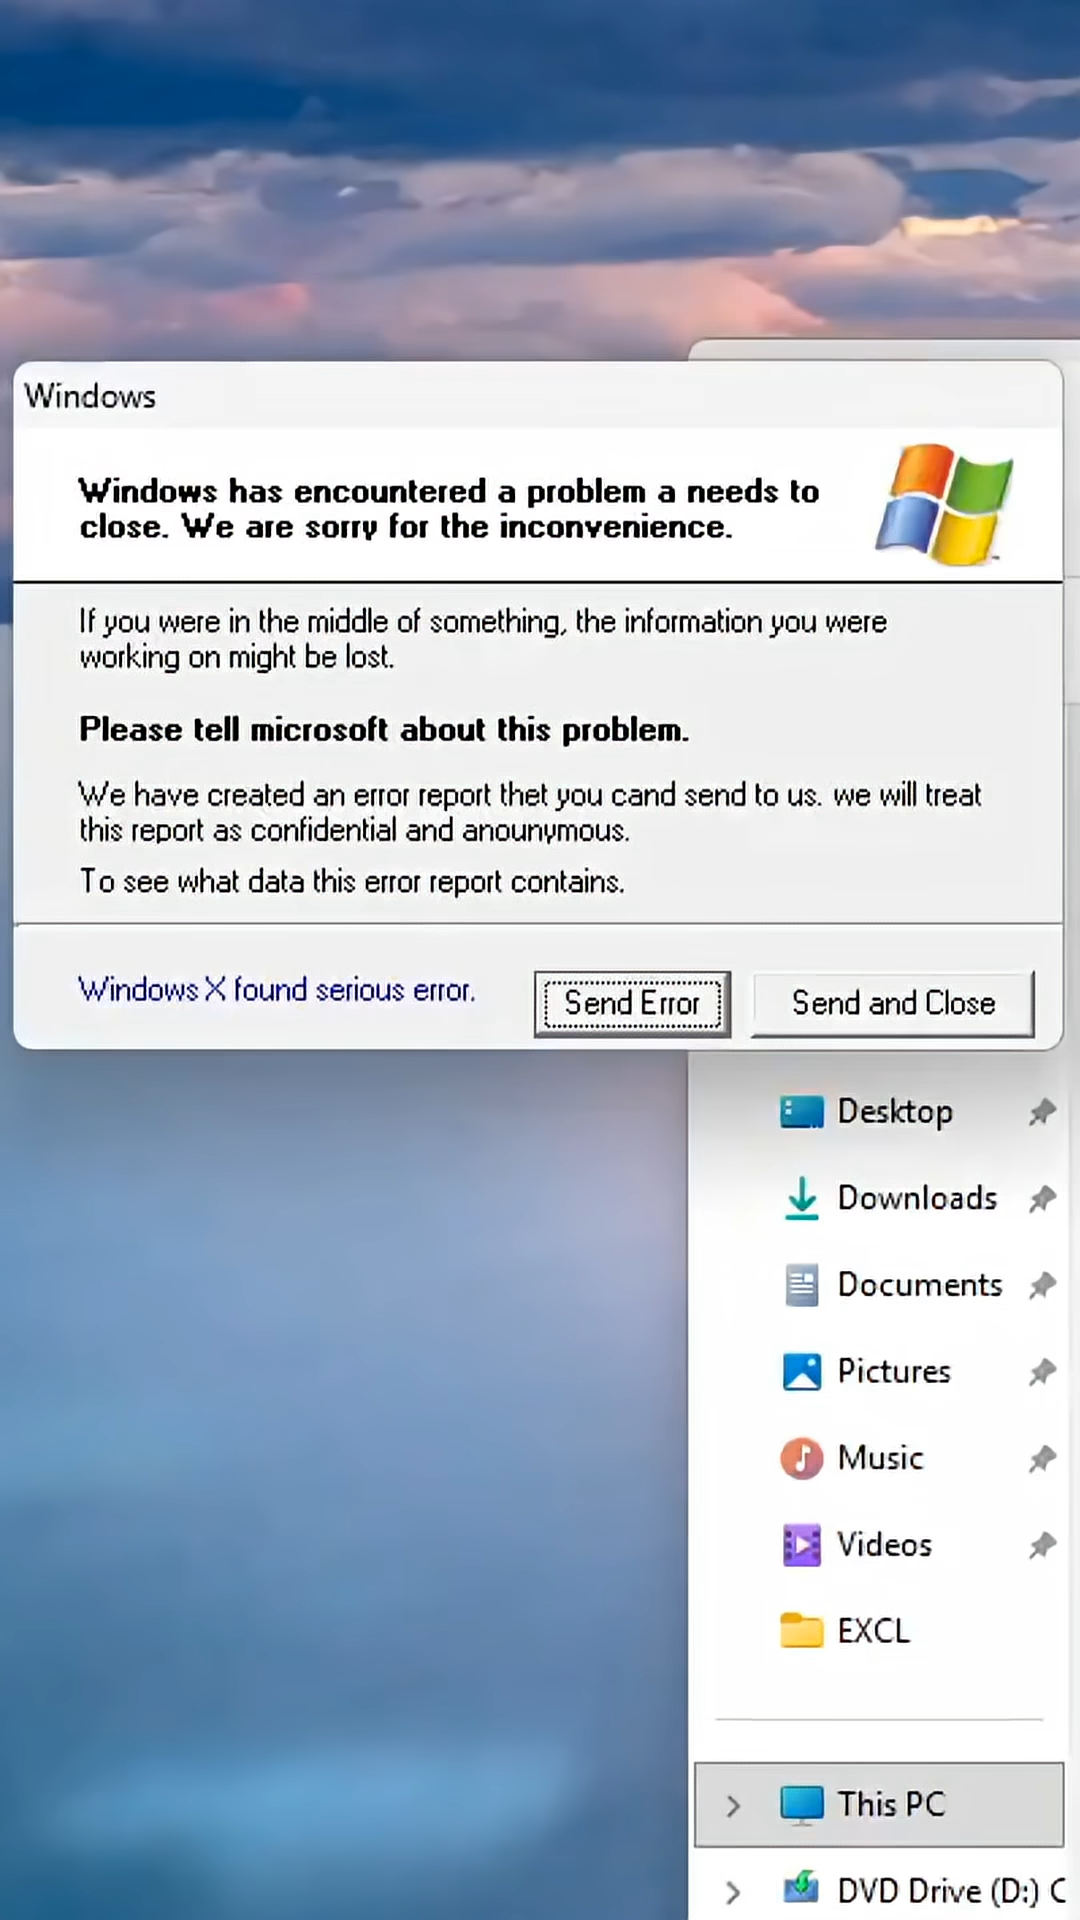 Windows
Windows has encountered a problem a needs to
close. We are sorry for the inconvenience.
If you were in the middle of something, the information you were
working on might be lost.
Please tell microsoft about this problem.
We have created an error report thet you cand send to us. we will treat
this report as confidential and anounymous.
To see what data this error report contains.
Windows X found serious error.
Send Error
Send and Close
Desktop
Downloads
Documents
Pictures
Music
Videos
EXCL
This PC
DVD Drive (D:) C